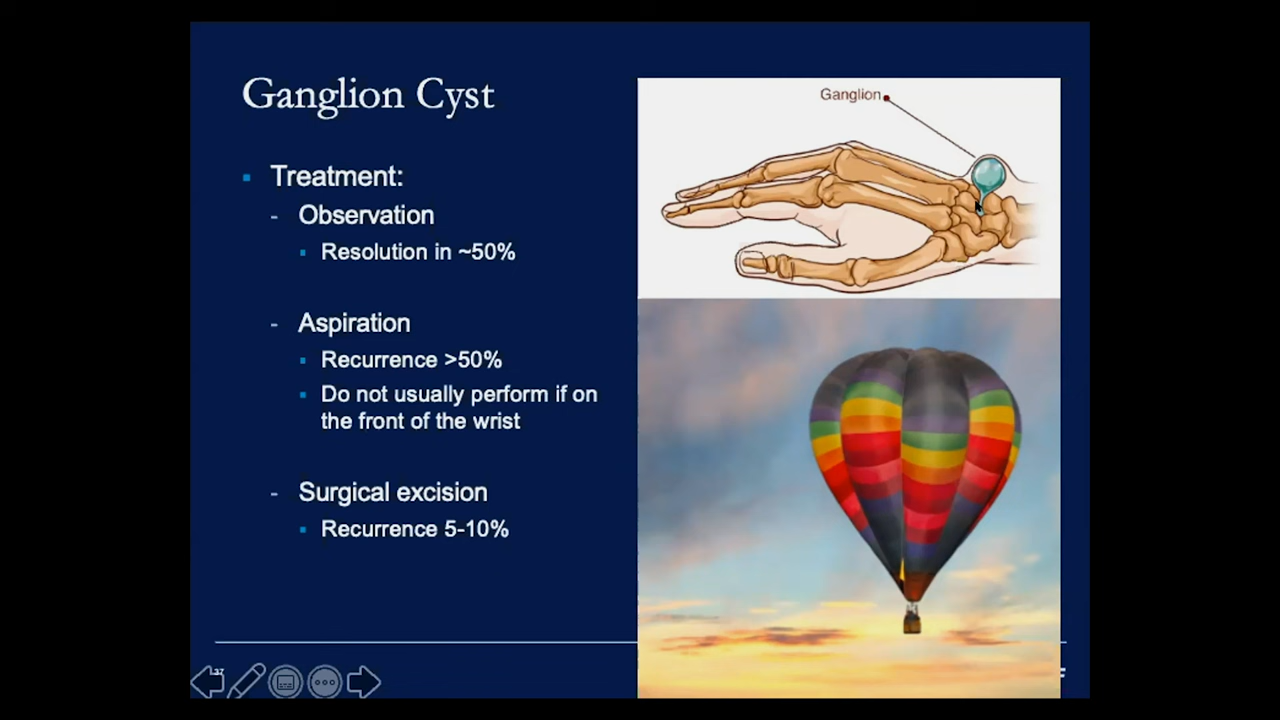 Ganglion Cyst
Ganglion
▪ Treatment:
- Observation
▪ Resolution in ~50%
- Aspiration
▪ Recurrence >50%
▪ Do not usually perform if on
the front of the wrist
- Surgical excision
▪ Recurrence 5-10%
37